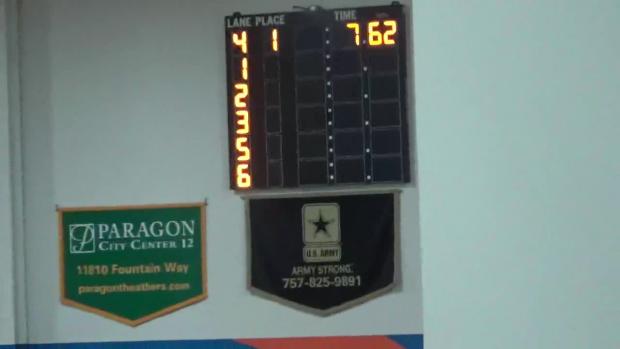 LANE PLACE TIME
4 1 7.62
1
2
3
5
6
PARAGON
CITY CENTER 12
11810 Fountain Way
paragontheathers.com
U.S. ARMY
ARMY STRONG.
757-825-9891